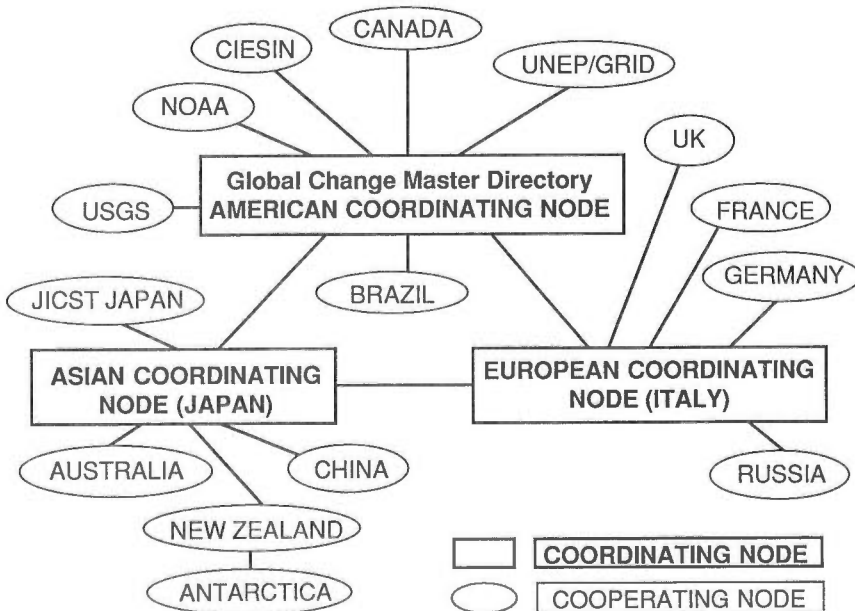 CANADA
CIESIN
UNEP/GRID
NOAA
UK
Global Change Master Directory
AMERICAN COORDINATING NODE
USGS
FRANCE
GERMANY
JICST JAPAN
BRAZIL
ASIAN COORDINATING
NODE (JAPAN)
EUROPEAN COORDINATING
NODE (ITALY)
AUSTRALIA
CHINA
RUSSIA
NEW ZEALAND
ANTARCTICA
COORDINATING NODE
COOPERATING NODE